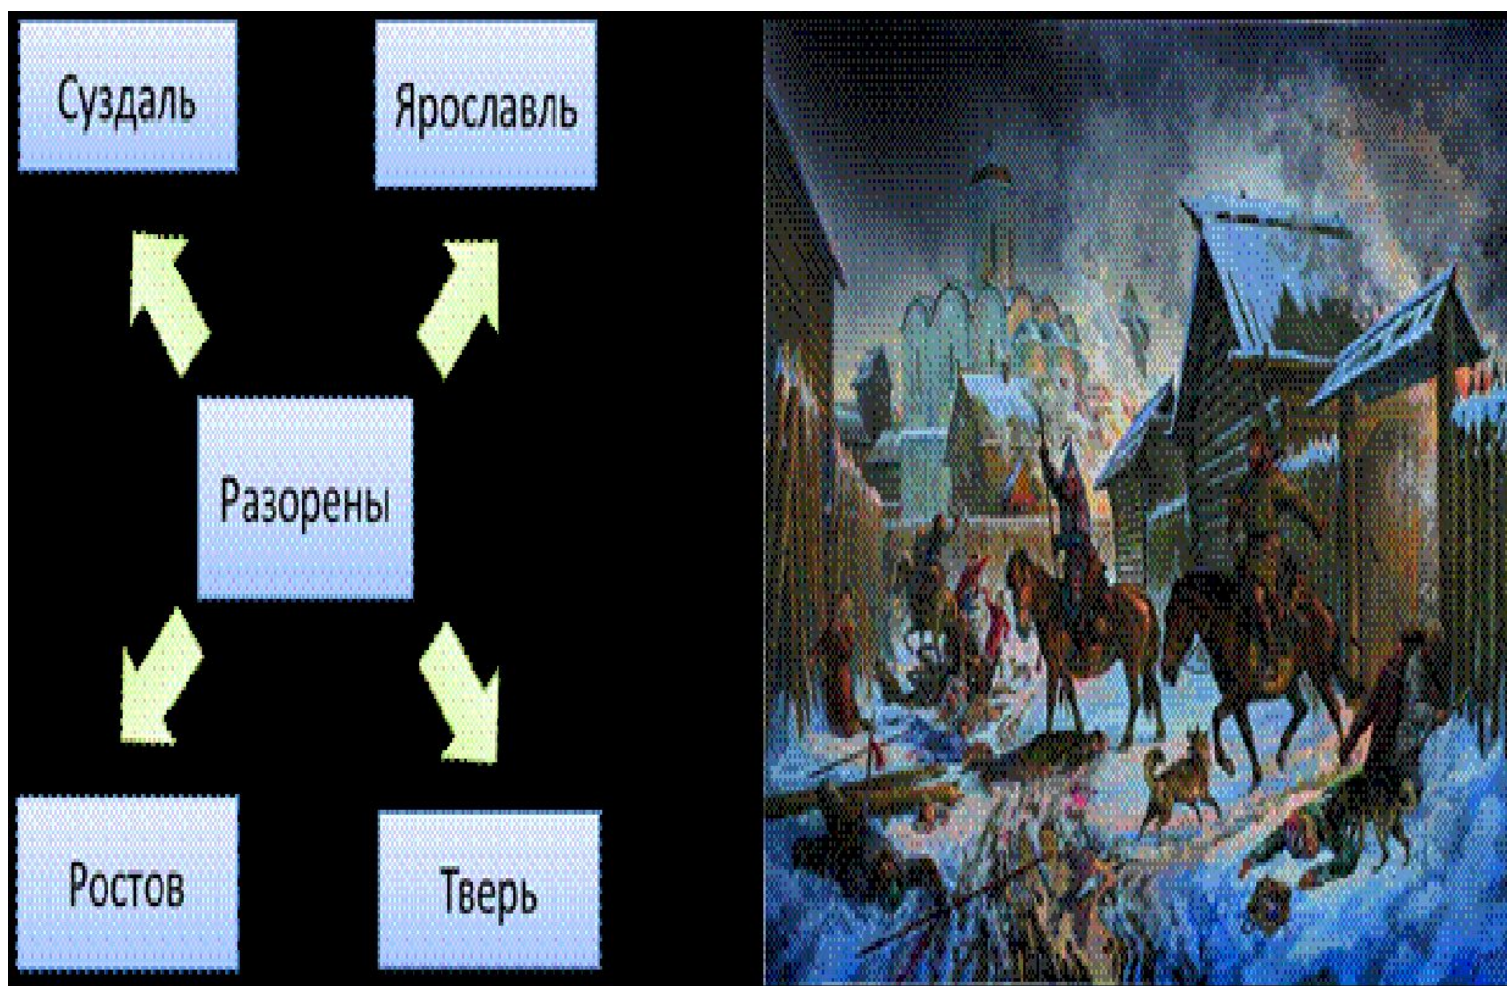 Суздаль
Ярославль
Разорены
Ростов
Тверь